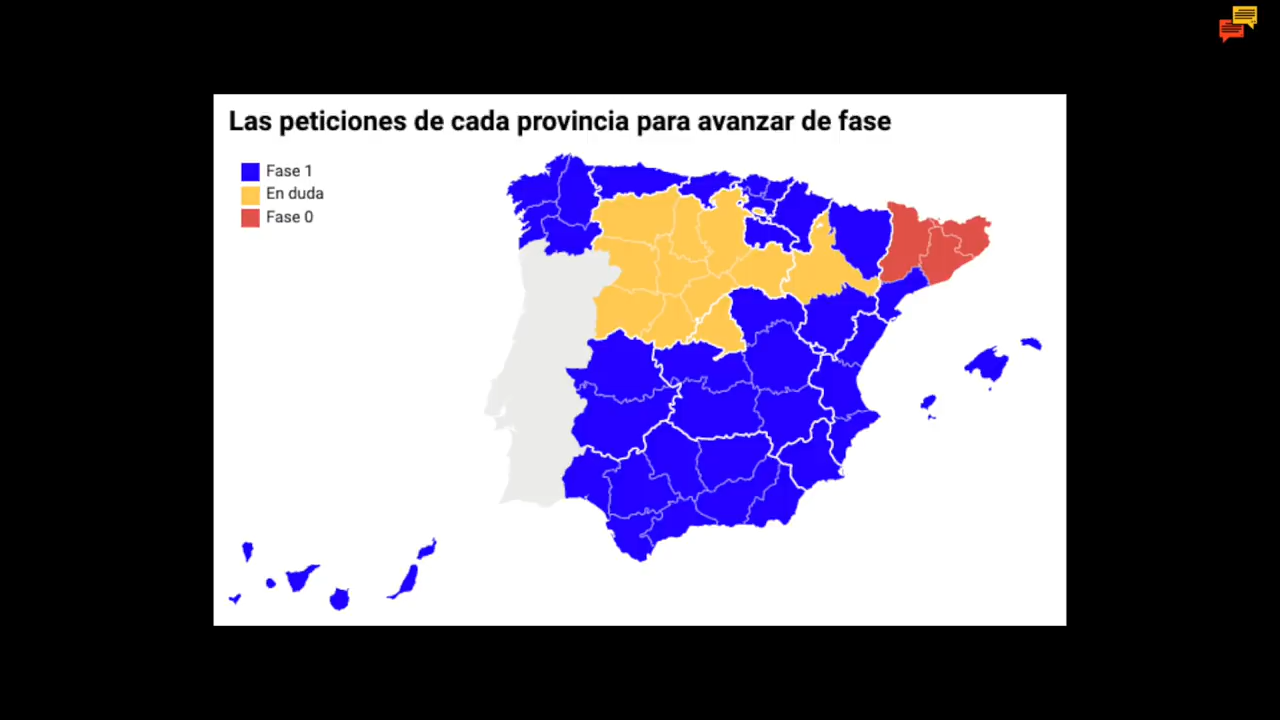 Las peticiones de cada provincia para avanzar de fase
Fase 1
En duda
Fase 0